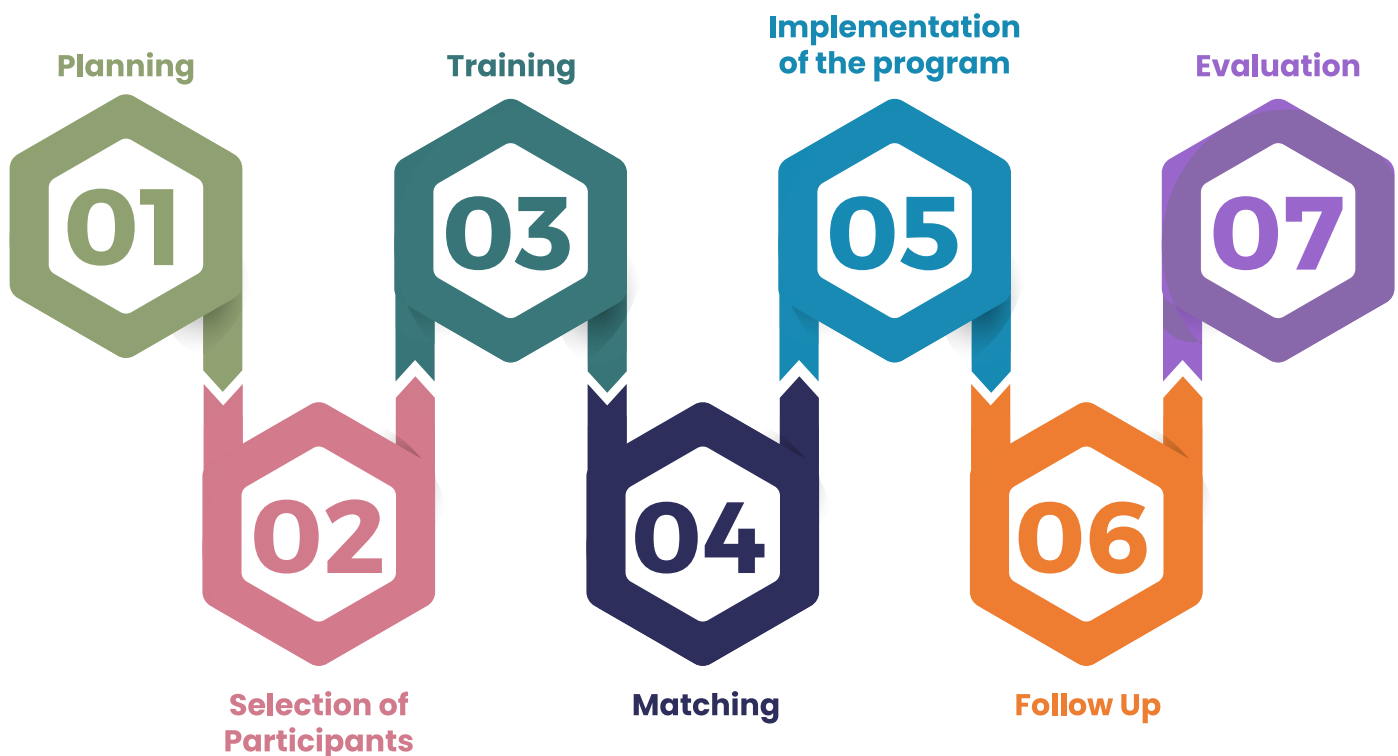 Planning
01
02
Selection of
Participants
Training
03
04
Matching
Implementation
of the program
05
06
Follow Up
Evaluation
07